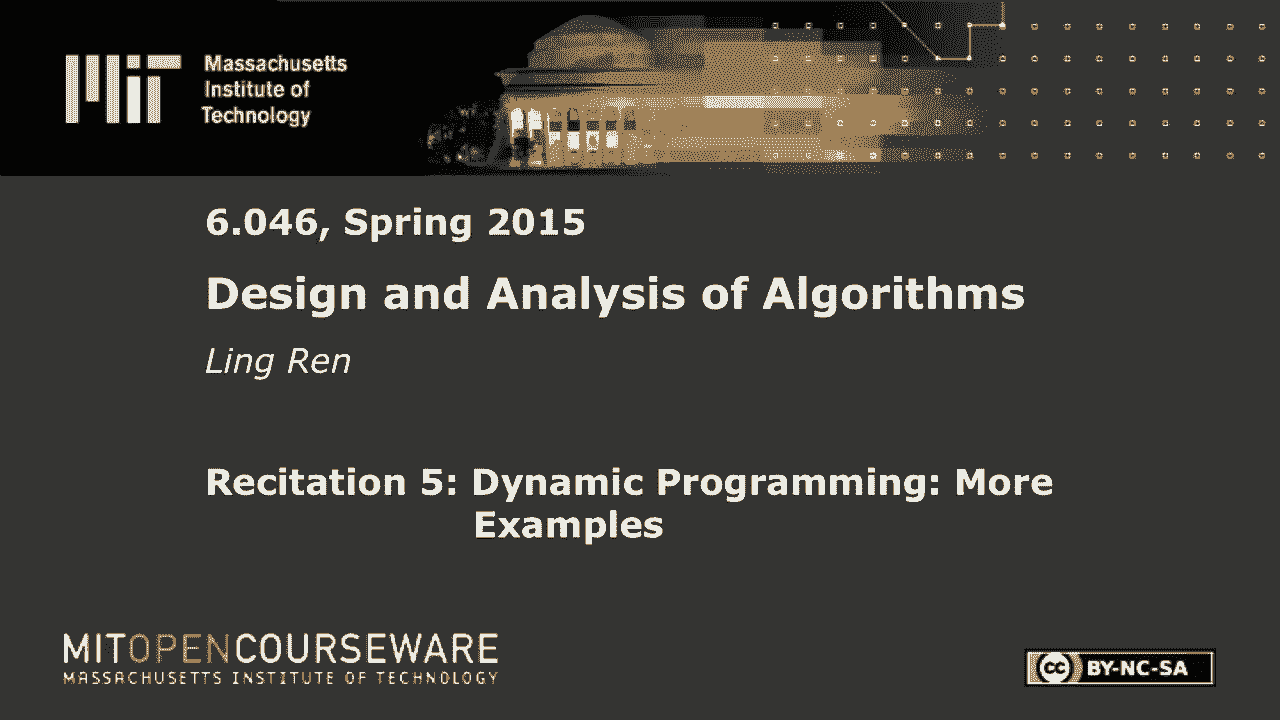 Massachusetts
Institute of
Technology
6.046, Spring 2015
Design and Analysis of Algorithms
Ling Ren
Recitation 5: Dynamic Programming: More
Examples
MITOPENCOURSEWARE
MASSACHUSETTS INSTITUTE OF TECHNOLOGY
cc BY-NC-SA